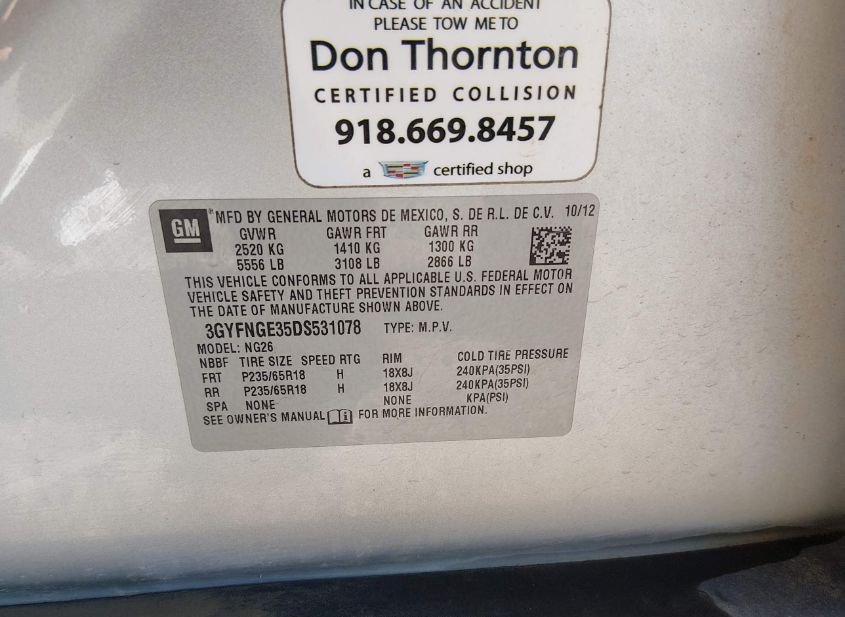 IN CASE OF AN ACCIDENT
PLEASE TOW ME TO
Don Thornton
CERTIFIED COLLISION
918.669.8457
a certified shop
GM ® MFD BY GENERAL MOTORS DE MEXICO, S. DE R.L. DE C.V. 10/12
GVWR GAWR FRT GAWR RR
2520 KG 1410 KG 1300 KG
5556 LB 3108 LB 2866 LB
THIS VEHICLE CONFORMS TO ALL APPLICABLE U.S. FEDERAL MOTOR
VEHICLE SAFETY AND THEFT PREVENTION STANDARDS IN EFFECT ON
THE DATE OF MANUFACTURE SHOWN ABOVE.
3GYFNGE35DS531078 TYPE: M.P.V.
MODEL: NG26
NBBF TIRE SIZE SPEED RTG RIM COLD TIRE PRESSURE
FRT P235/65R18 H 18X8J 240KPA(35PSI)
RR P235/65R18 H 18X8J 240KPA(35PSI)
SPA NONE NONE KPA(PSI)
SEE OWNER'S MANUAL FOR MORE INFORMATION.